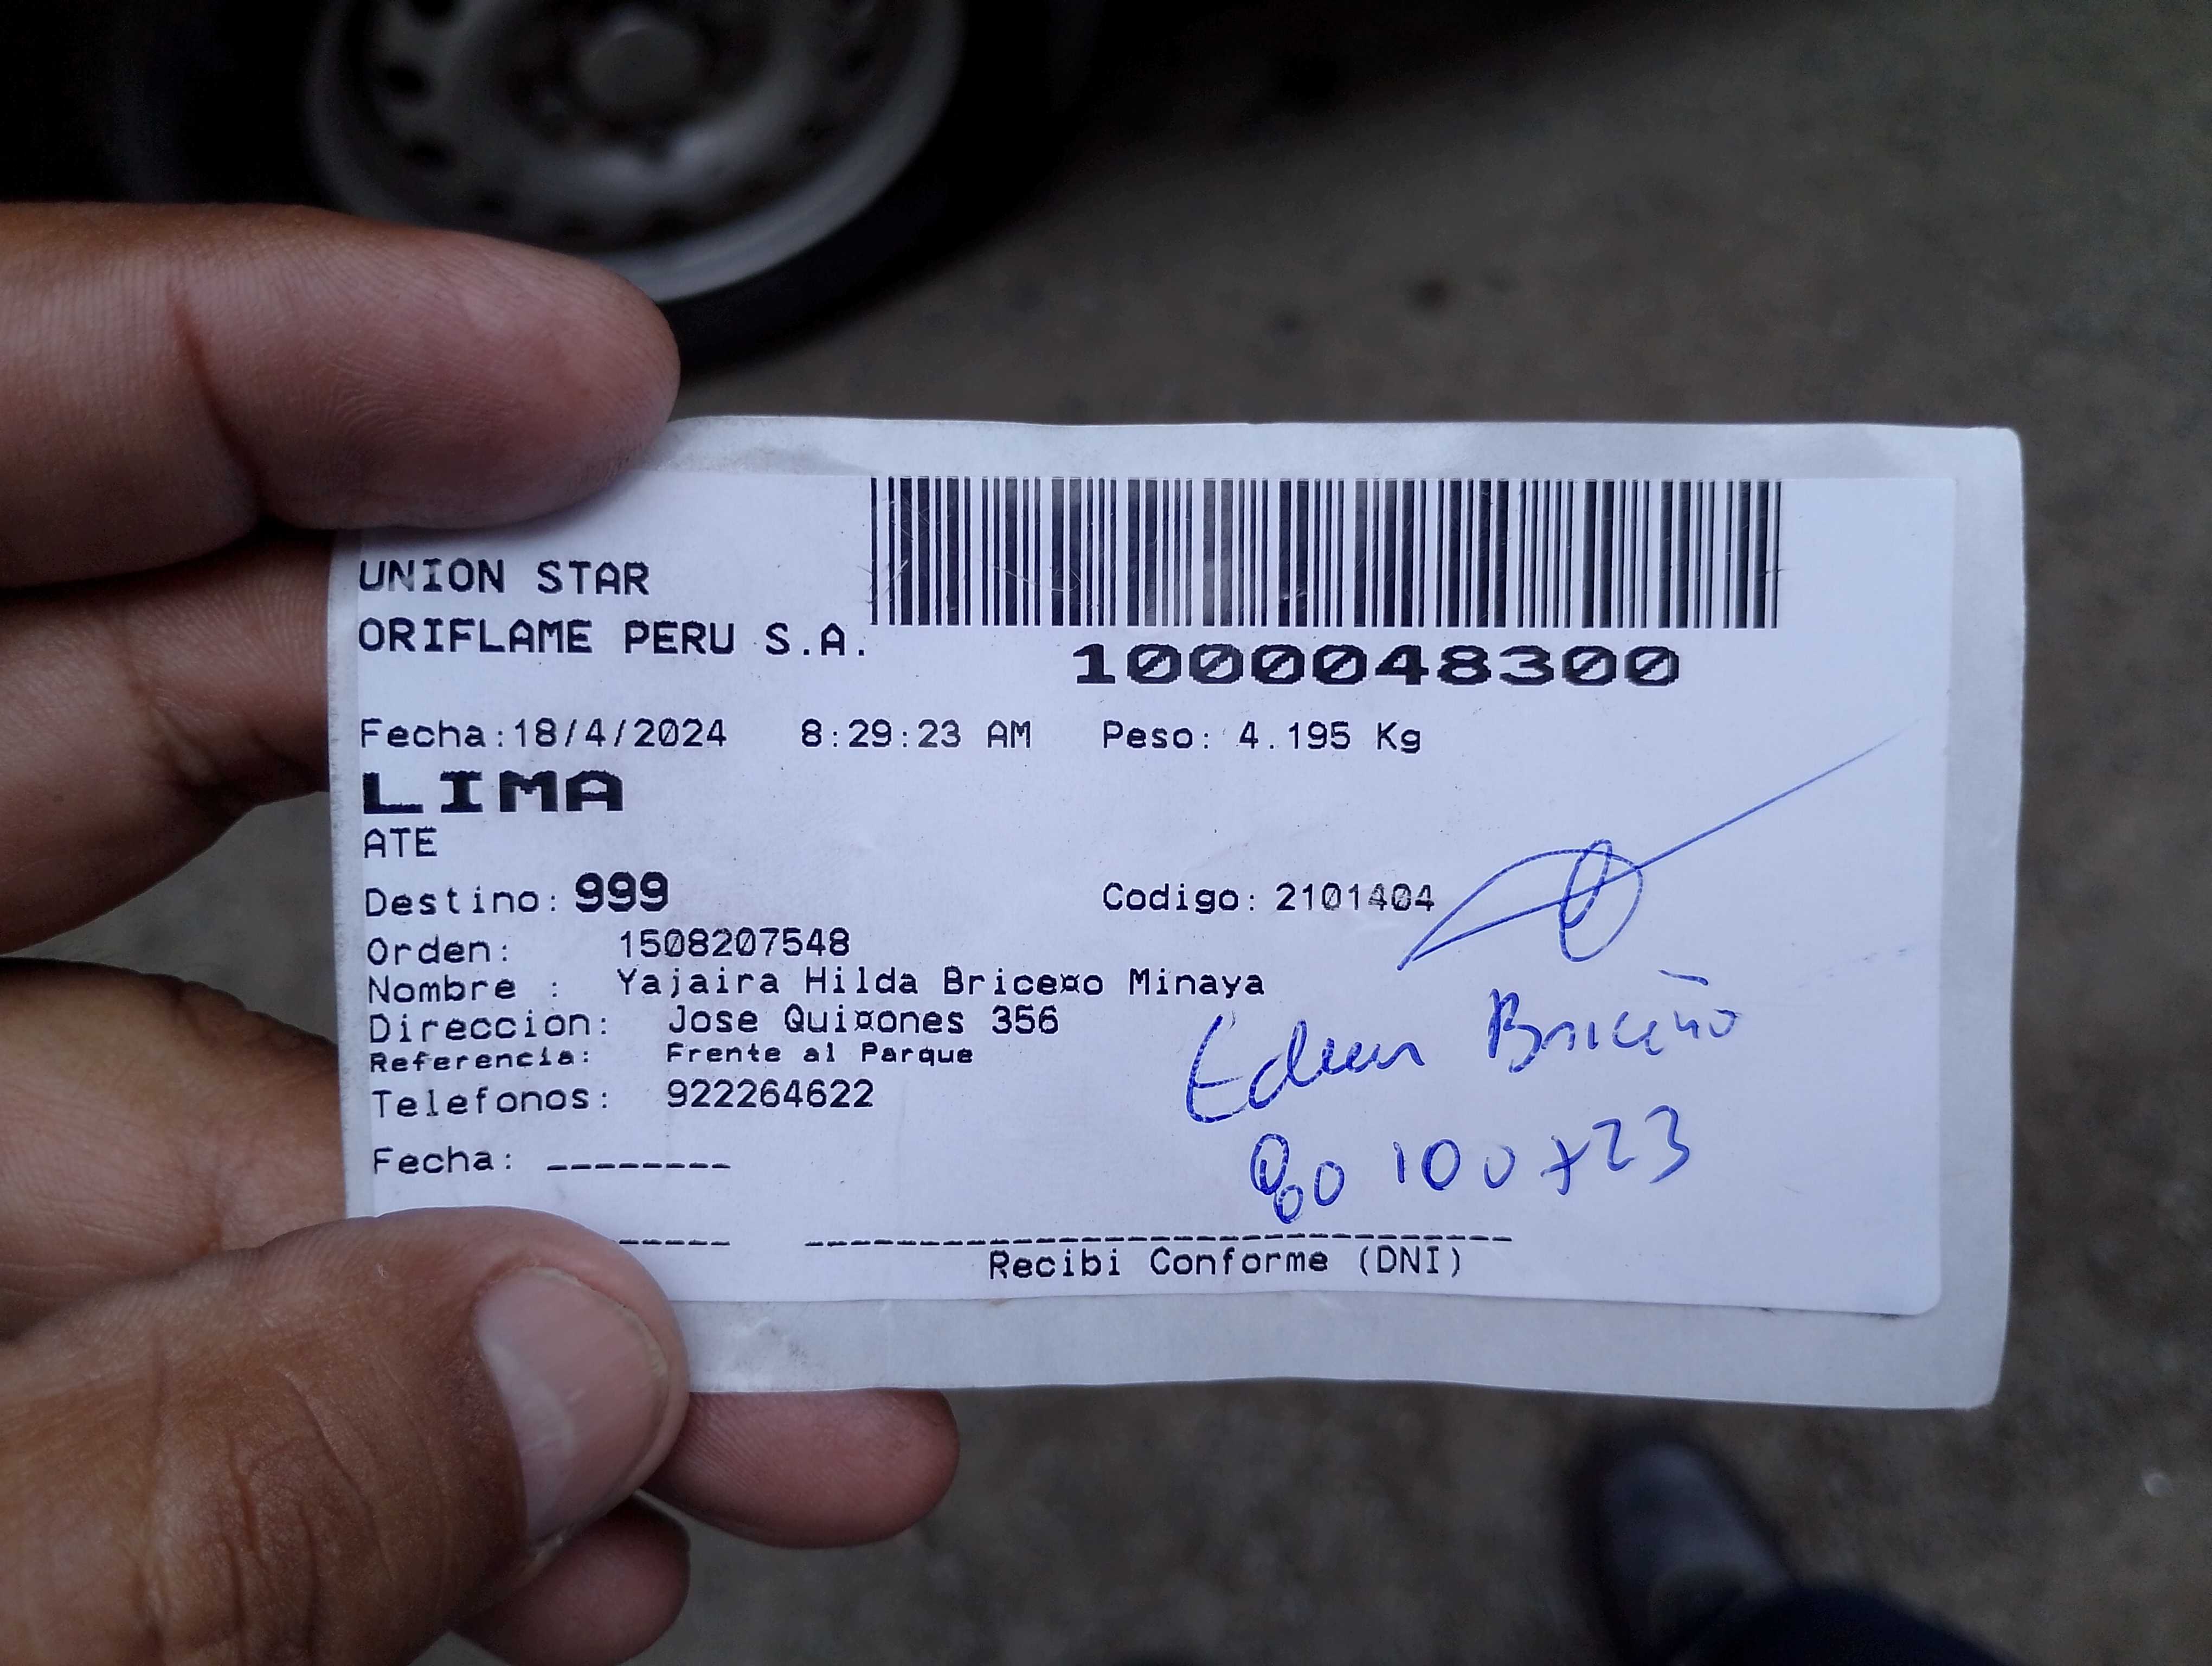 UNION STAR
ORIFLAME PERU S.A.
1000048300
Fecha:18/4/2024 8:29:23 AM Peso: 4.195 Kg
LIMA
ATE
Destino: 999 Codigo: 2101404
Orden: 1508207548
Nombre : Yajaira Hilda Brice¤o Minaya
Direccion: Jose Qui¤ones 356
Referencia: Frente al Parque
Telefonos: 922264622
Briceño
Fecha: --------
Recibi Conforme (DNI)